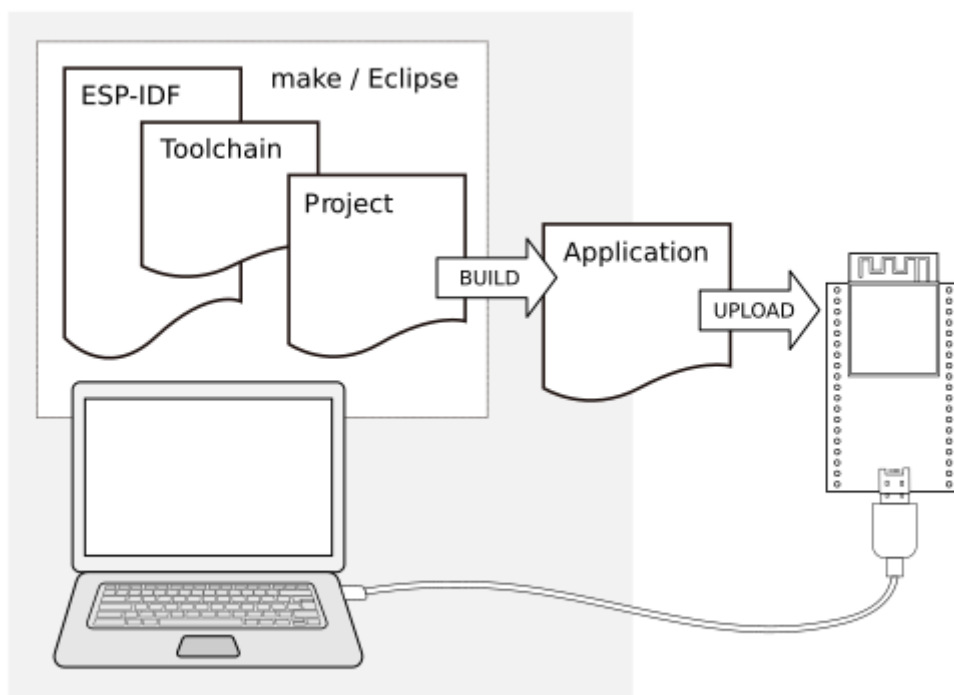 make / Eclipse
ESP-IDF
Toolchain
Project
Application
BUILD
UPLOAD